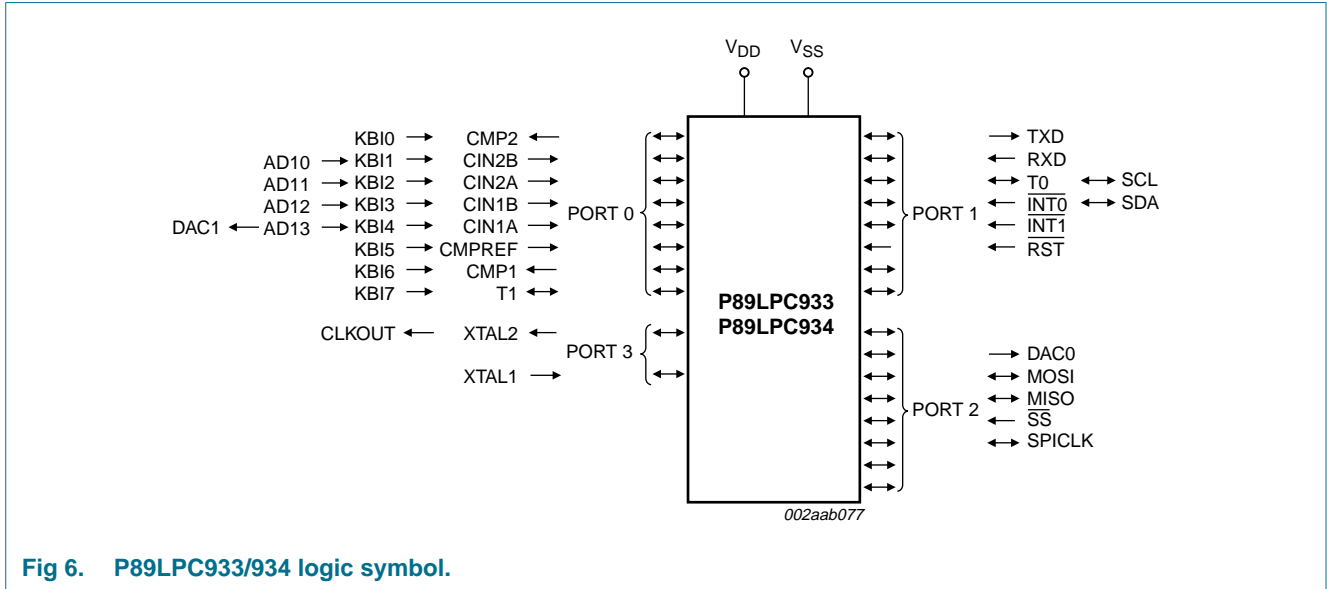 VDD VSS
KBI0 CMP2 TXD
AD10 KBI1 CIN2B RXD
AD11 KBI2 CIN2A T0 SCL
AD12 KBI3 CIN1B PORT 0 PORT 1 INT0 SDA
DAC1 AD13 KBI4 CIN1A INT1
KBI5 CMPREF RST
KBI6 CMP1
KBI7 T1
P89LPC933
P89LPC934
CLKOUT XTAL2
PORT 3
XTAL1
DAC0
MOSI
MISO
PORT 2
SS
SPICLK
002aab077
Fig 6. P89LPC933/934 logic symbol.